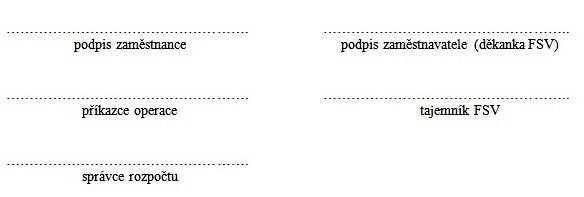 podpis zaměstnance
podpis zaměstnavatele (děkanka FSV)
příkazce operace
tajemník FSV
správce rozpočtu